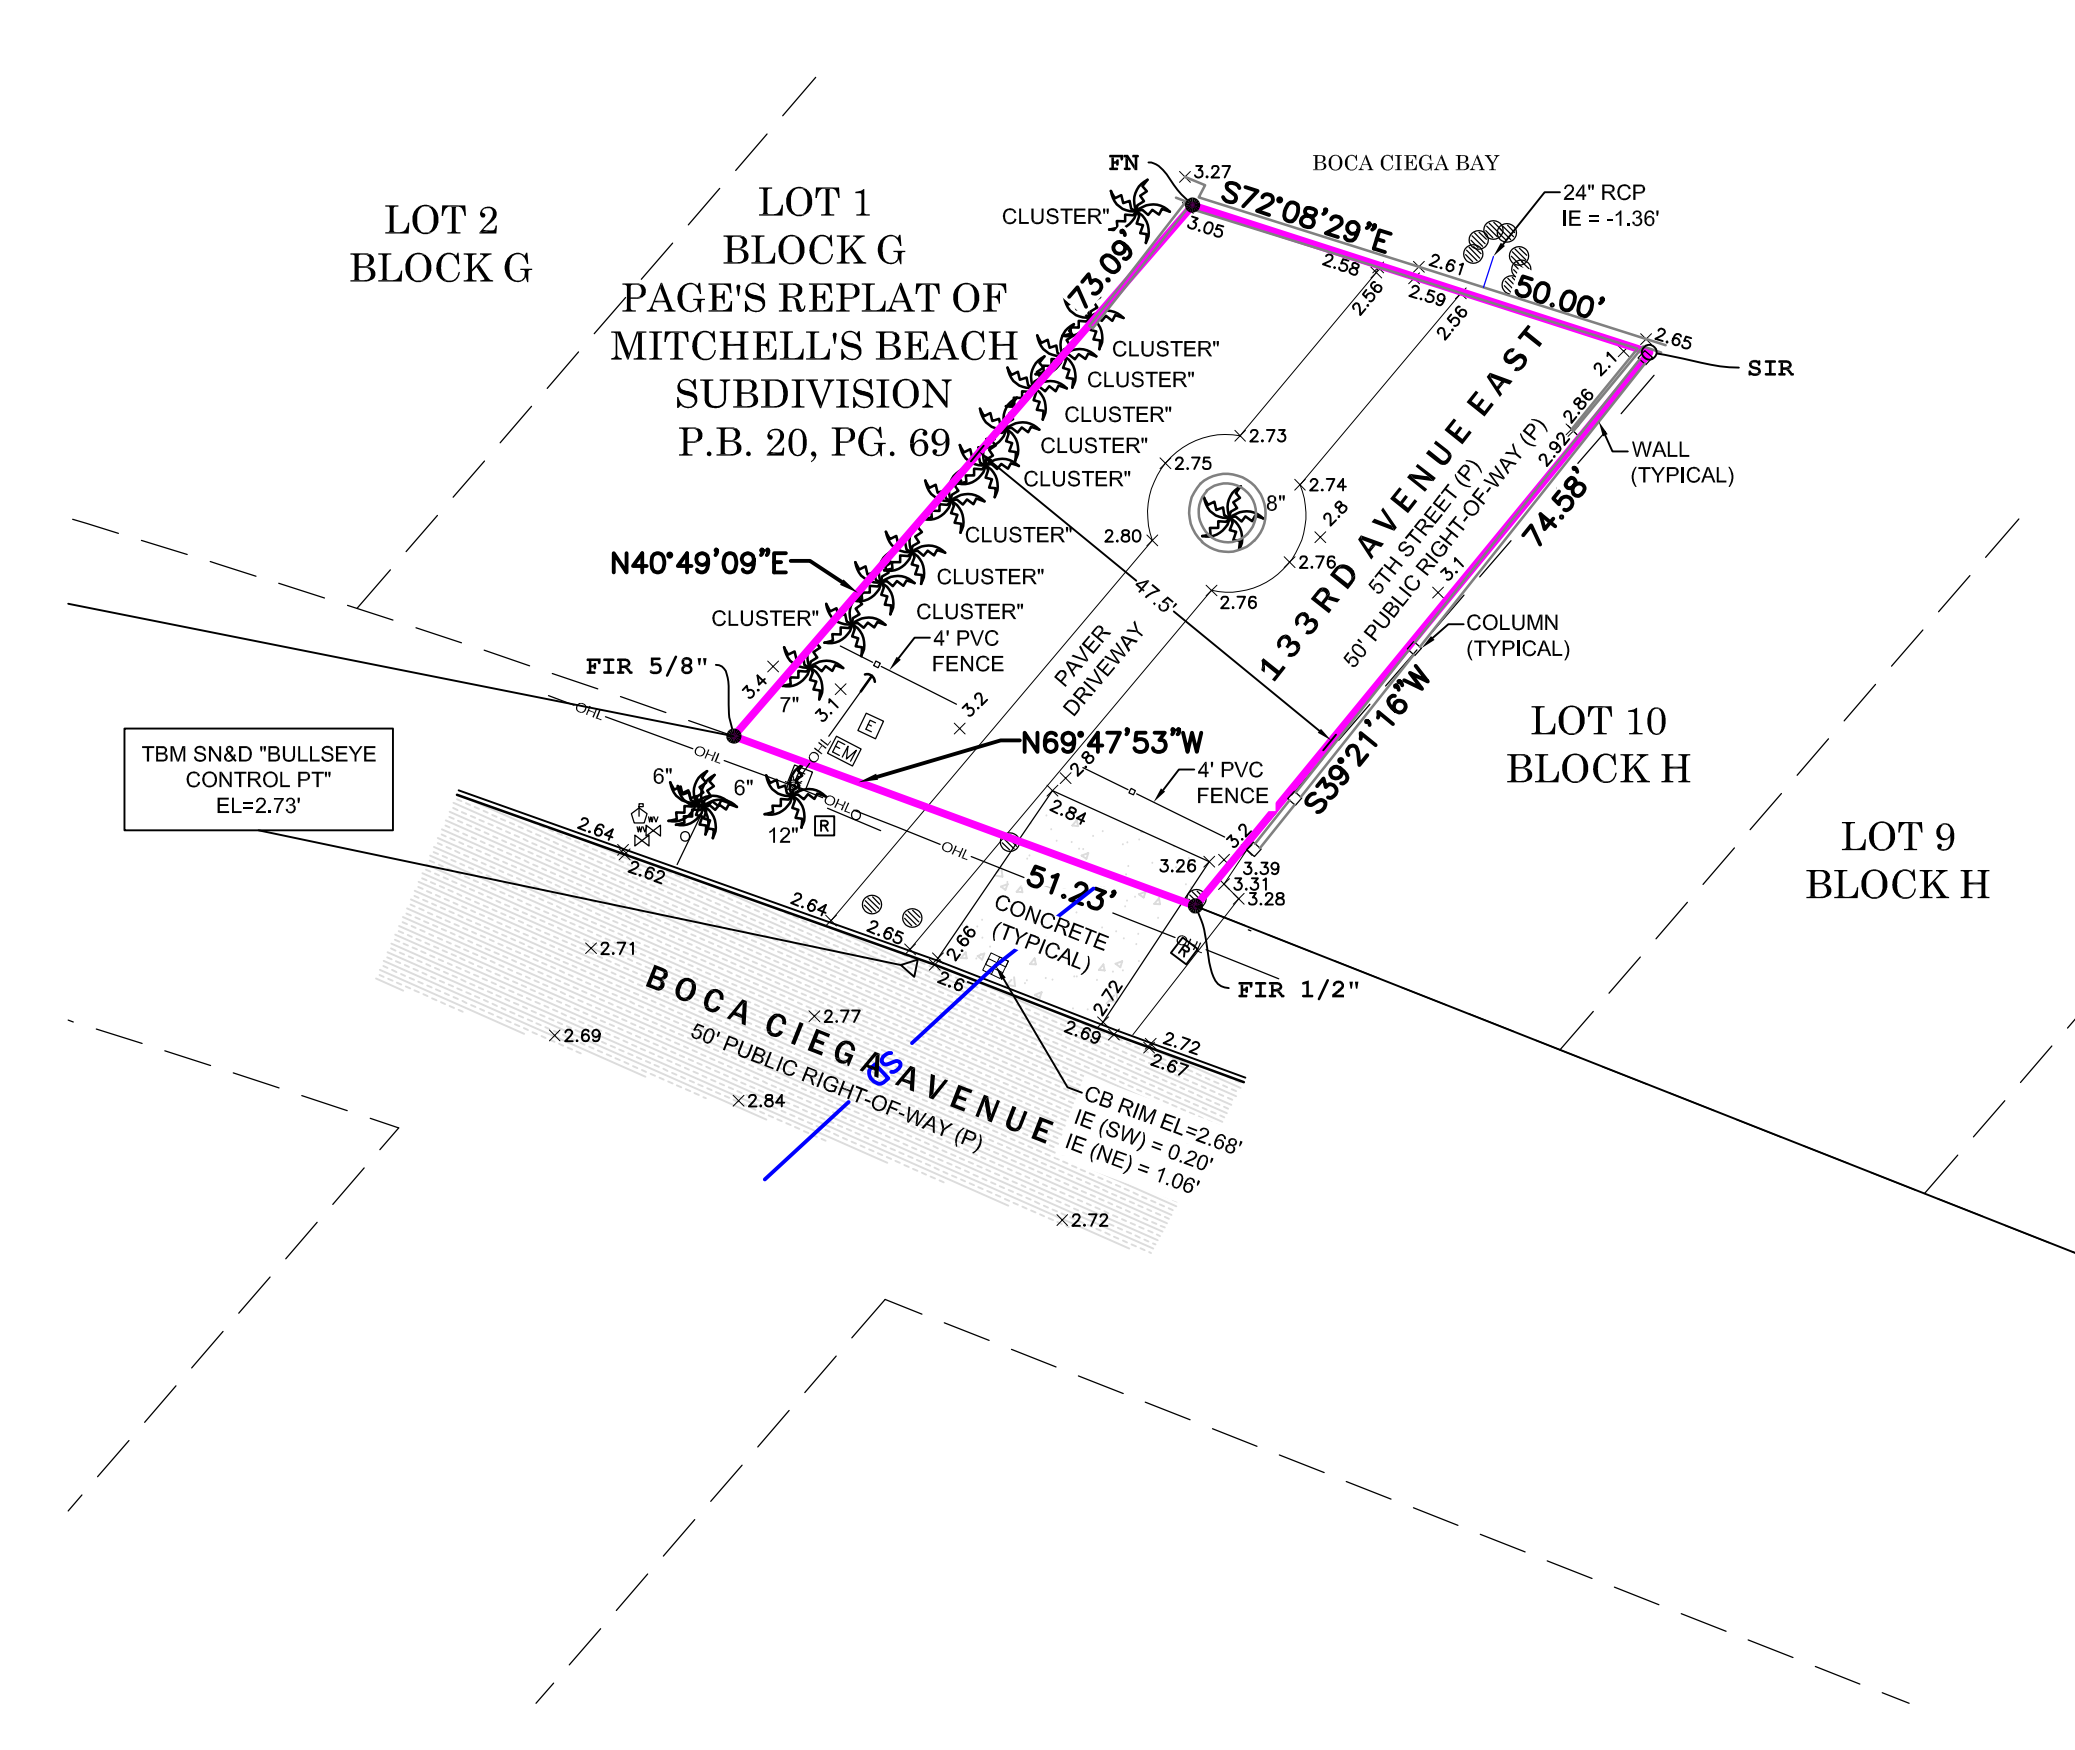 FN
3.27
BOCA CIEGA BAY
24" RCP
IE = -1.36'
LOT 2
BLOCK G
LOT 1
BLOCK G
PAGE'S REPLAT OF
MITCHELL'S BEACH
SUBDIVISION
P.B. 20, PG. 69
CLUSTER"
S72°08'29"E
3.05
73.09'
2.58
2.56
2.61
2.59
50.00'
2.56
2.65
2.1
SIR
CLUSTER"
CLUSTER"
CLUSTER"
CLUSTER"
CLUSTER"
CLUSTER"
CLUSTER"
CLUSTER"
CLUSTER"
2.86
2.92
WALL
(TYPICAL)
74.58'
2.73
2.75
2.74
2.8
8"
2.80
2.76
2.76
133RD AVENUE EAST
5TH STREET (P)
50' PUBLIC RIGHT-OF-WAY (P)
3.1
47.5'
N40°49'09"E
4' PVC
FENCE
COLUMN
(TYPICAL)
FIR 5/8"
3.4
7"
3.1
3.2
PAVER
DRIVEWAY
E
EM
OHL
OHL
OHL
OHL
OHL
OHL
N69°47'53"W
S39°21'16"W
LOT 10
BLOCK H
LOT 9
BLOCK H
TBM SN&D "BULLSEYE
CONTROL PT"
EL=2.73'
6"
6"
12"
R
WV
WV
2.8
2.84
4' PVC
FENCE
3.2
3.26
3.39
3.31
3.28
2.64
2.62
2.64
2.65
2.66
2.6
51.23'
CONCRETE
(TYPICAL)
R
FIR 1/2"
2.71
2.69
2.77
2.84
2.72
2.69
2.72
2.67
BOCA CIEGA AVENUE
50' PUBLIC RIGHT-OF-WAY (P)
SD
CB RIM EL=2.68'
IE (SW) = 0.20'
IE (NE) = 1.06'
2.72